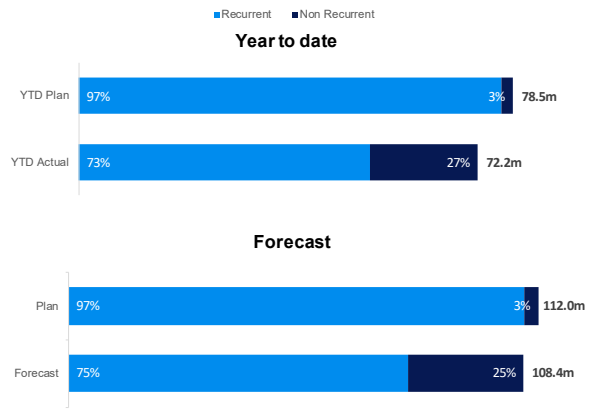 Recurrent Non Recurrent
Year to date
YTD Plan 97% 3% 78.5m
YTD Actual 73% 27% 72.2m
Forecast
Plan 97% 3% 112.0m
Forecast 75% 25% 108.4m